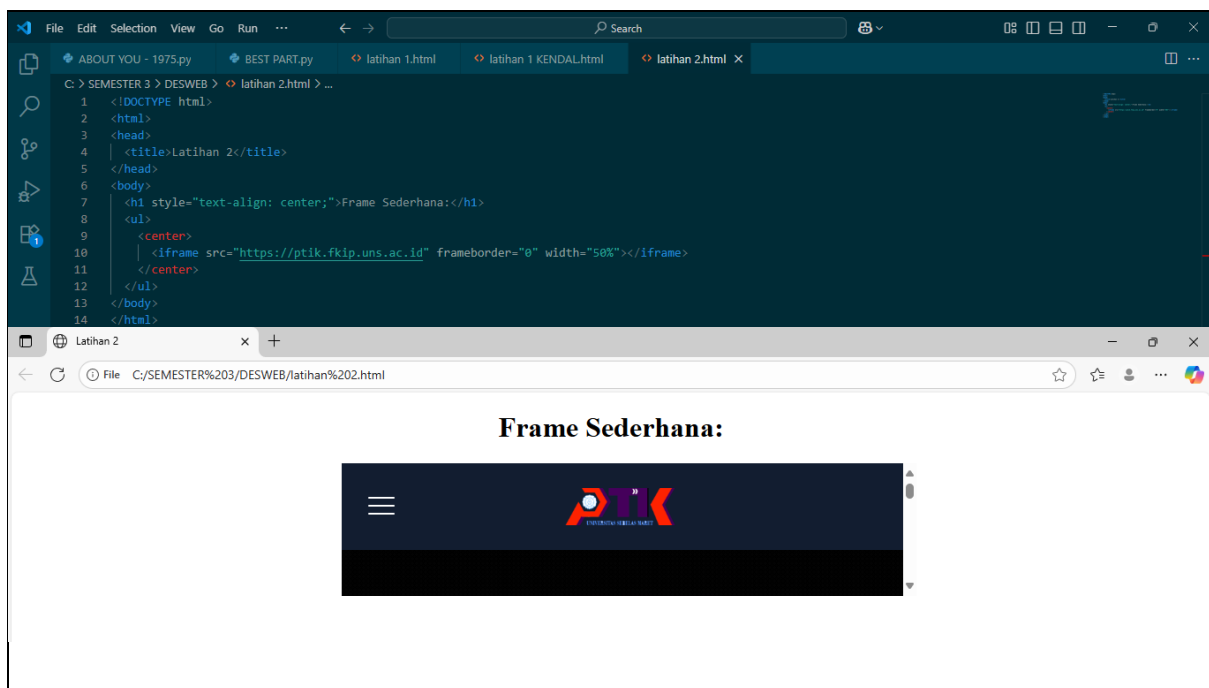 File Edit Selection View Go Run ··· Search
ABOUT YOU - 1975.py BEST PART.py latihan 1.html latihan 1 KENDAL.html latihan 2.html
C: > SEMESTER 3 > DESWEB > latihan 2.html > ...
1 <!DOCTYPE html>
2 <html>
3 <head>
4 <title>Latihan 2</title>
5 </head>
6 <body>
7 <h1 style="text-align: center;">Frame Sederhana:</h1>
8 <ul>
9 <center>
10 <iframe src="https://ptik.fkip.uns.ac.id" frameborder="0" width="50%"></iframe>
11 </center>
12 </ul>
13 </body>
14 </html>
1
Latihan 2
File C:/SEMESTER%203/DESWEB/latihan%202.html
Frame Sederhana:
PTIK
UNIVERSITAS SEBELAS MARET